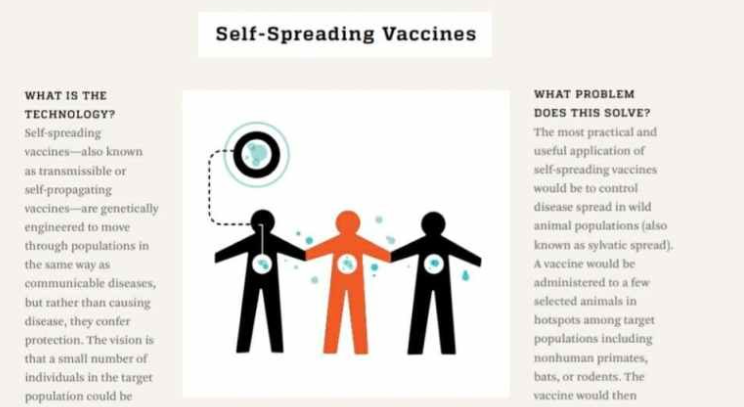 Self-Spreading Vaccines
WHAT IS THE
TECHNOLOGY?
Self-spreading
vaccines—also known
as transmissible or
self-propagating
vaccines—are genetically
engineered to move
through populations in
the same way as
communicable diseases,
but rather than causing
disease, they confer
protection. The vision is
that a small number of
individuals in the target
population could be
WHAT PROBLEM
DOES THIS SOLVE?
The most practical and
useful application of
self-spreading vaccines
would be to control
disease spread in wild
animal populations (also
known as sylvatic spread).
A vaccine would be
administered to a few
selected animals in
hotspots among target
populations including
nonhuman primates,
bats, or rodents. The
vaccine would then